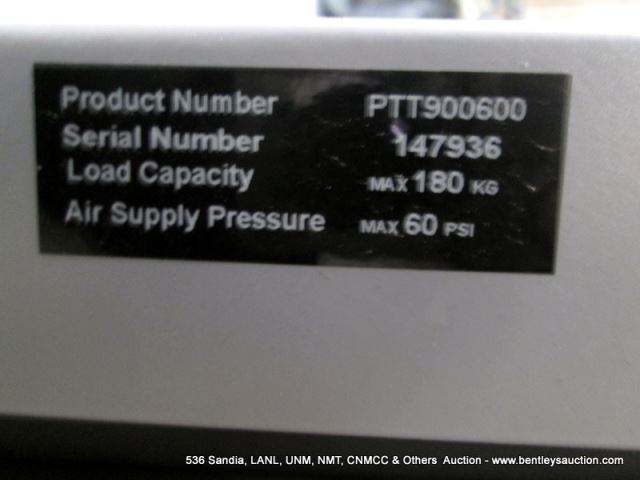 Product Number PTT900600
Serial Number 147936
Load Capacity MAX 180 KG
Air Supply Pressure MAX 60 PSI
536 Sandia, LANL, UNM, NMT, CNMCC & Others Auction - www.bentleysauction.com